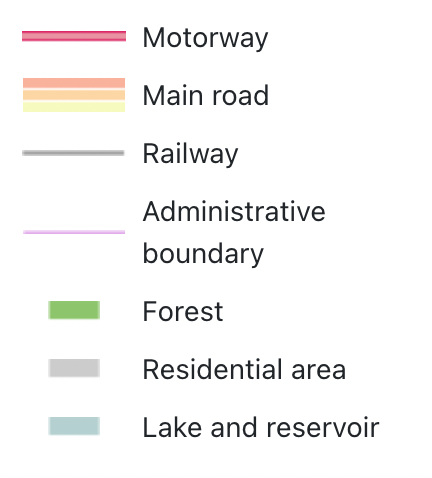 Motorway
Main road
Railway
Administrative
boundary
Forest
Residential area
Lake and reservoir